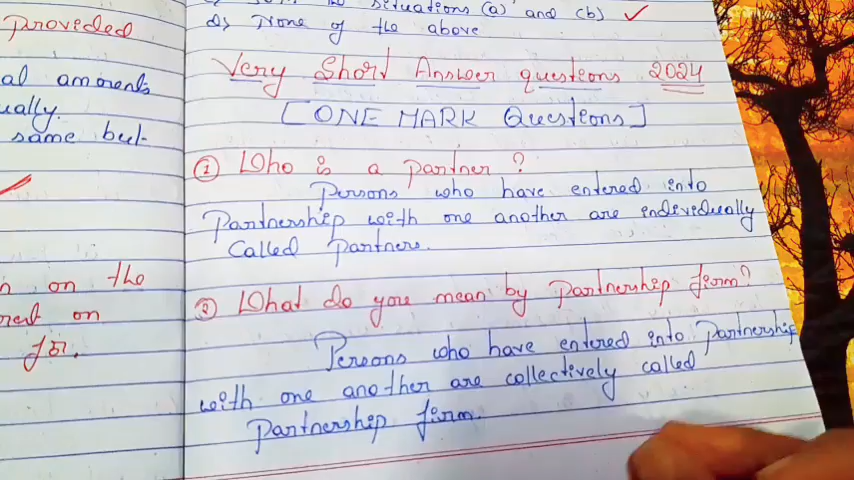 proveded
al amorents
ually.
same but-
n on the
on
situations (a) and (b) ✓
d) None of the above
Very Short Answer questions 2024
[ONE MARK Questions]
① Who is a partner?
Persons who have entered into
Partnership with one another are individually
Called Partners.
② What do you mean by Partnership firm?
Persons who have entered into Partnership
with one another are collectively called
Partnership firm.